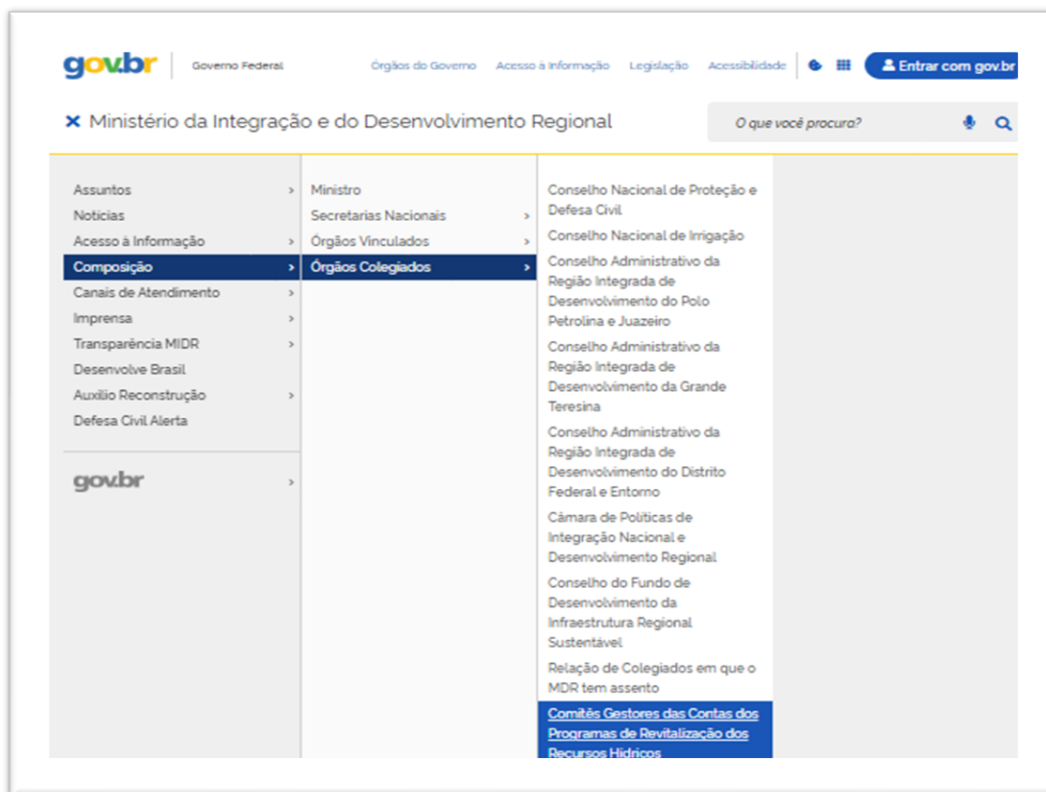 gov.br
Governo Federal
Órgãos do Governo
Acesso à Informação
Legislação
Acessibilidade
Entrar com gov.br
Ministério da Integração e do Desenvolvimento Regional
O que você procura?
Assuntos
Notícias
Acesso à Informação
Composição
Canais de Atendimento
Imprensa
Transparência MIDR
Desenvolve Brasil
Auxílio Reconstrução
Defesa Civil Alerta
gov.br
Ministro
Secretarias Nacionais
Órgãos Vinculados
Órgãos Colegiados
Conselho Nacional de Proteção e
Defesa Civil
Conselho Nacional de Irrigação
Conselho Administrativo da
Região Integrada de
Desenvolvimento do Polo
Petrolina e Juazeiro
Conselho Administrativo da
Região Integrada de
Desenvolvimento da Grande
Teresina
Conselho Administrativo da
Região Integrada de
Desenvolvimento do Distrito
Federal e Entorno
Câmara de Políticas de
Integração Nacional e
Desenvolvimento Regional
Conselho do Fundo de
Desenvolvimento da
Infraestrutura Regional
Sustentável
Relação de Colegiados em que o
MDR tem assento
Comitês Gestores das Contas dos
Programas de Revitalização dos
Recursos Hídricos